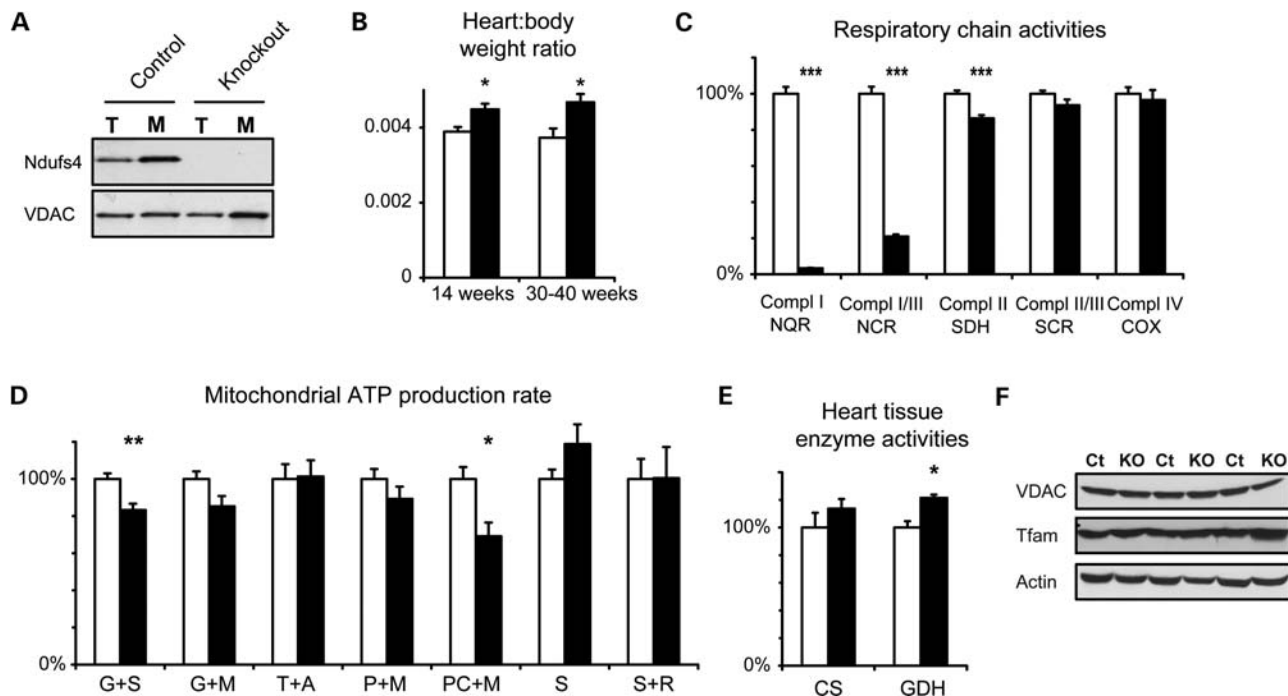 A
Control
Knockout
T M T M
Ndufs4
VDAC
B
Heart:body
weight ratio
* *
0.004
0.002
0
14 weeks 30-40 weeks
C
Respiratory chain activities
*** *** ***
100%
0%
Compl I Compl I/III Compl II Compl II/III Compl IV
NQR NCR SDH SCR COX
D
Mitochondrial ATP production rate
** *
100%
0%
G+S G+M T+A P+M PC+M S S+R
E
Heart tissue
enzyme activities
*
100%
0%
CS GDH
F
Ct KO Ct KO Ct KO
VDAC
Tfam
Actin